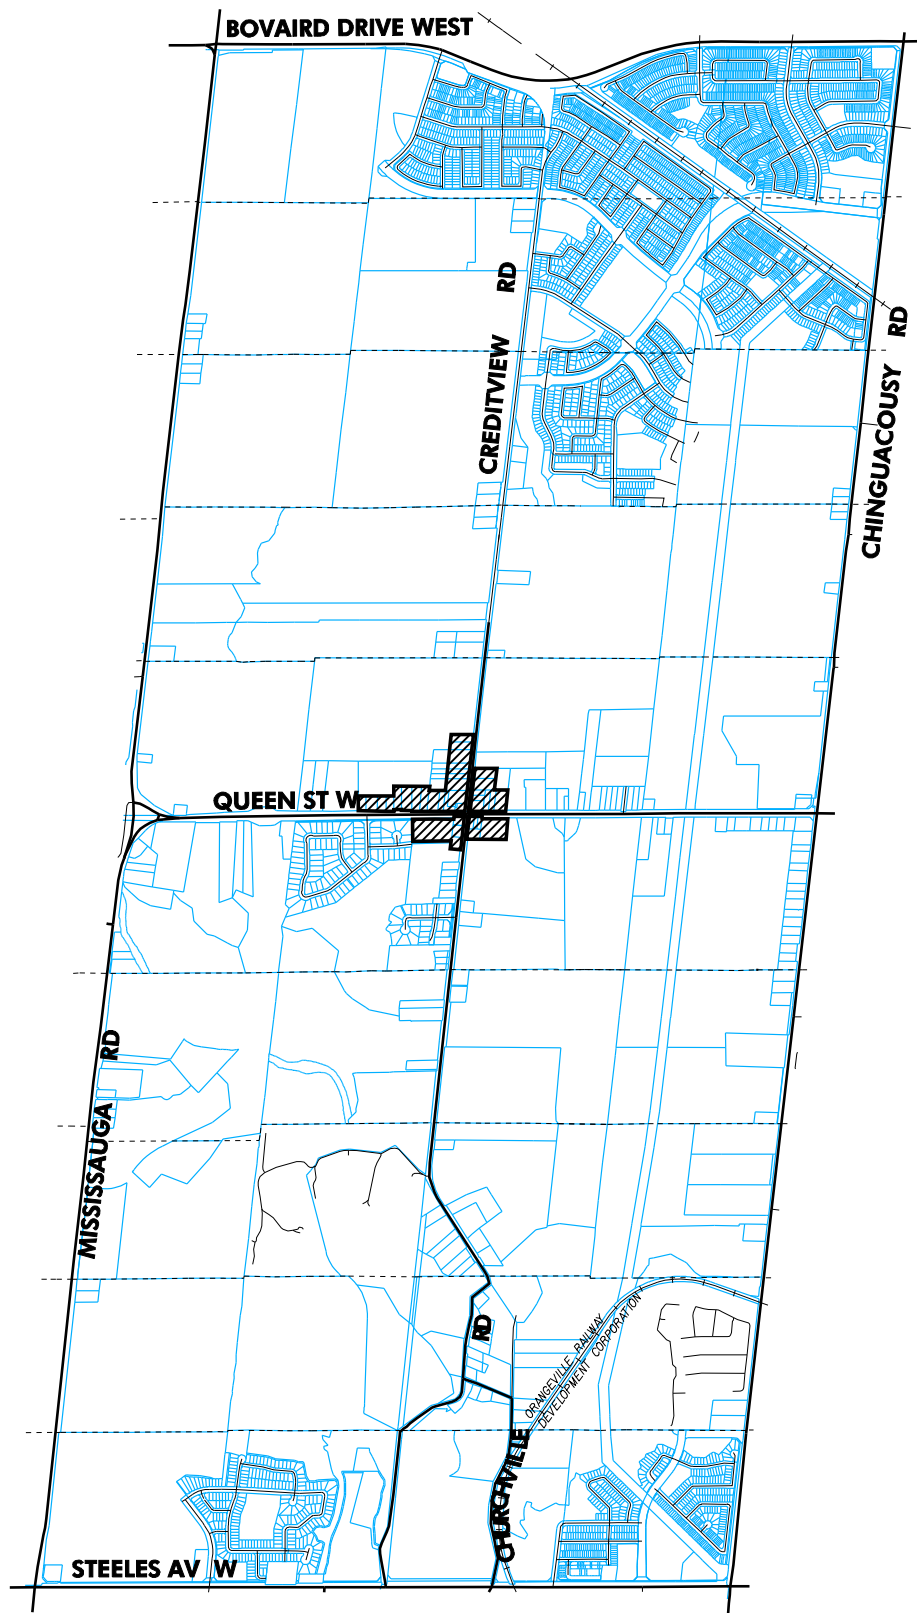 BOVAIRD DRIVE WEST
CREDITVIEW RD
CHINGUACOUSY RD
QUEEN ST W
MISSISSAUGA RD
RD
ORANGEVILLE RAILWAY
DEVELOPMENT CORPORATION
CHURCHVILLE
STEELES AV W